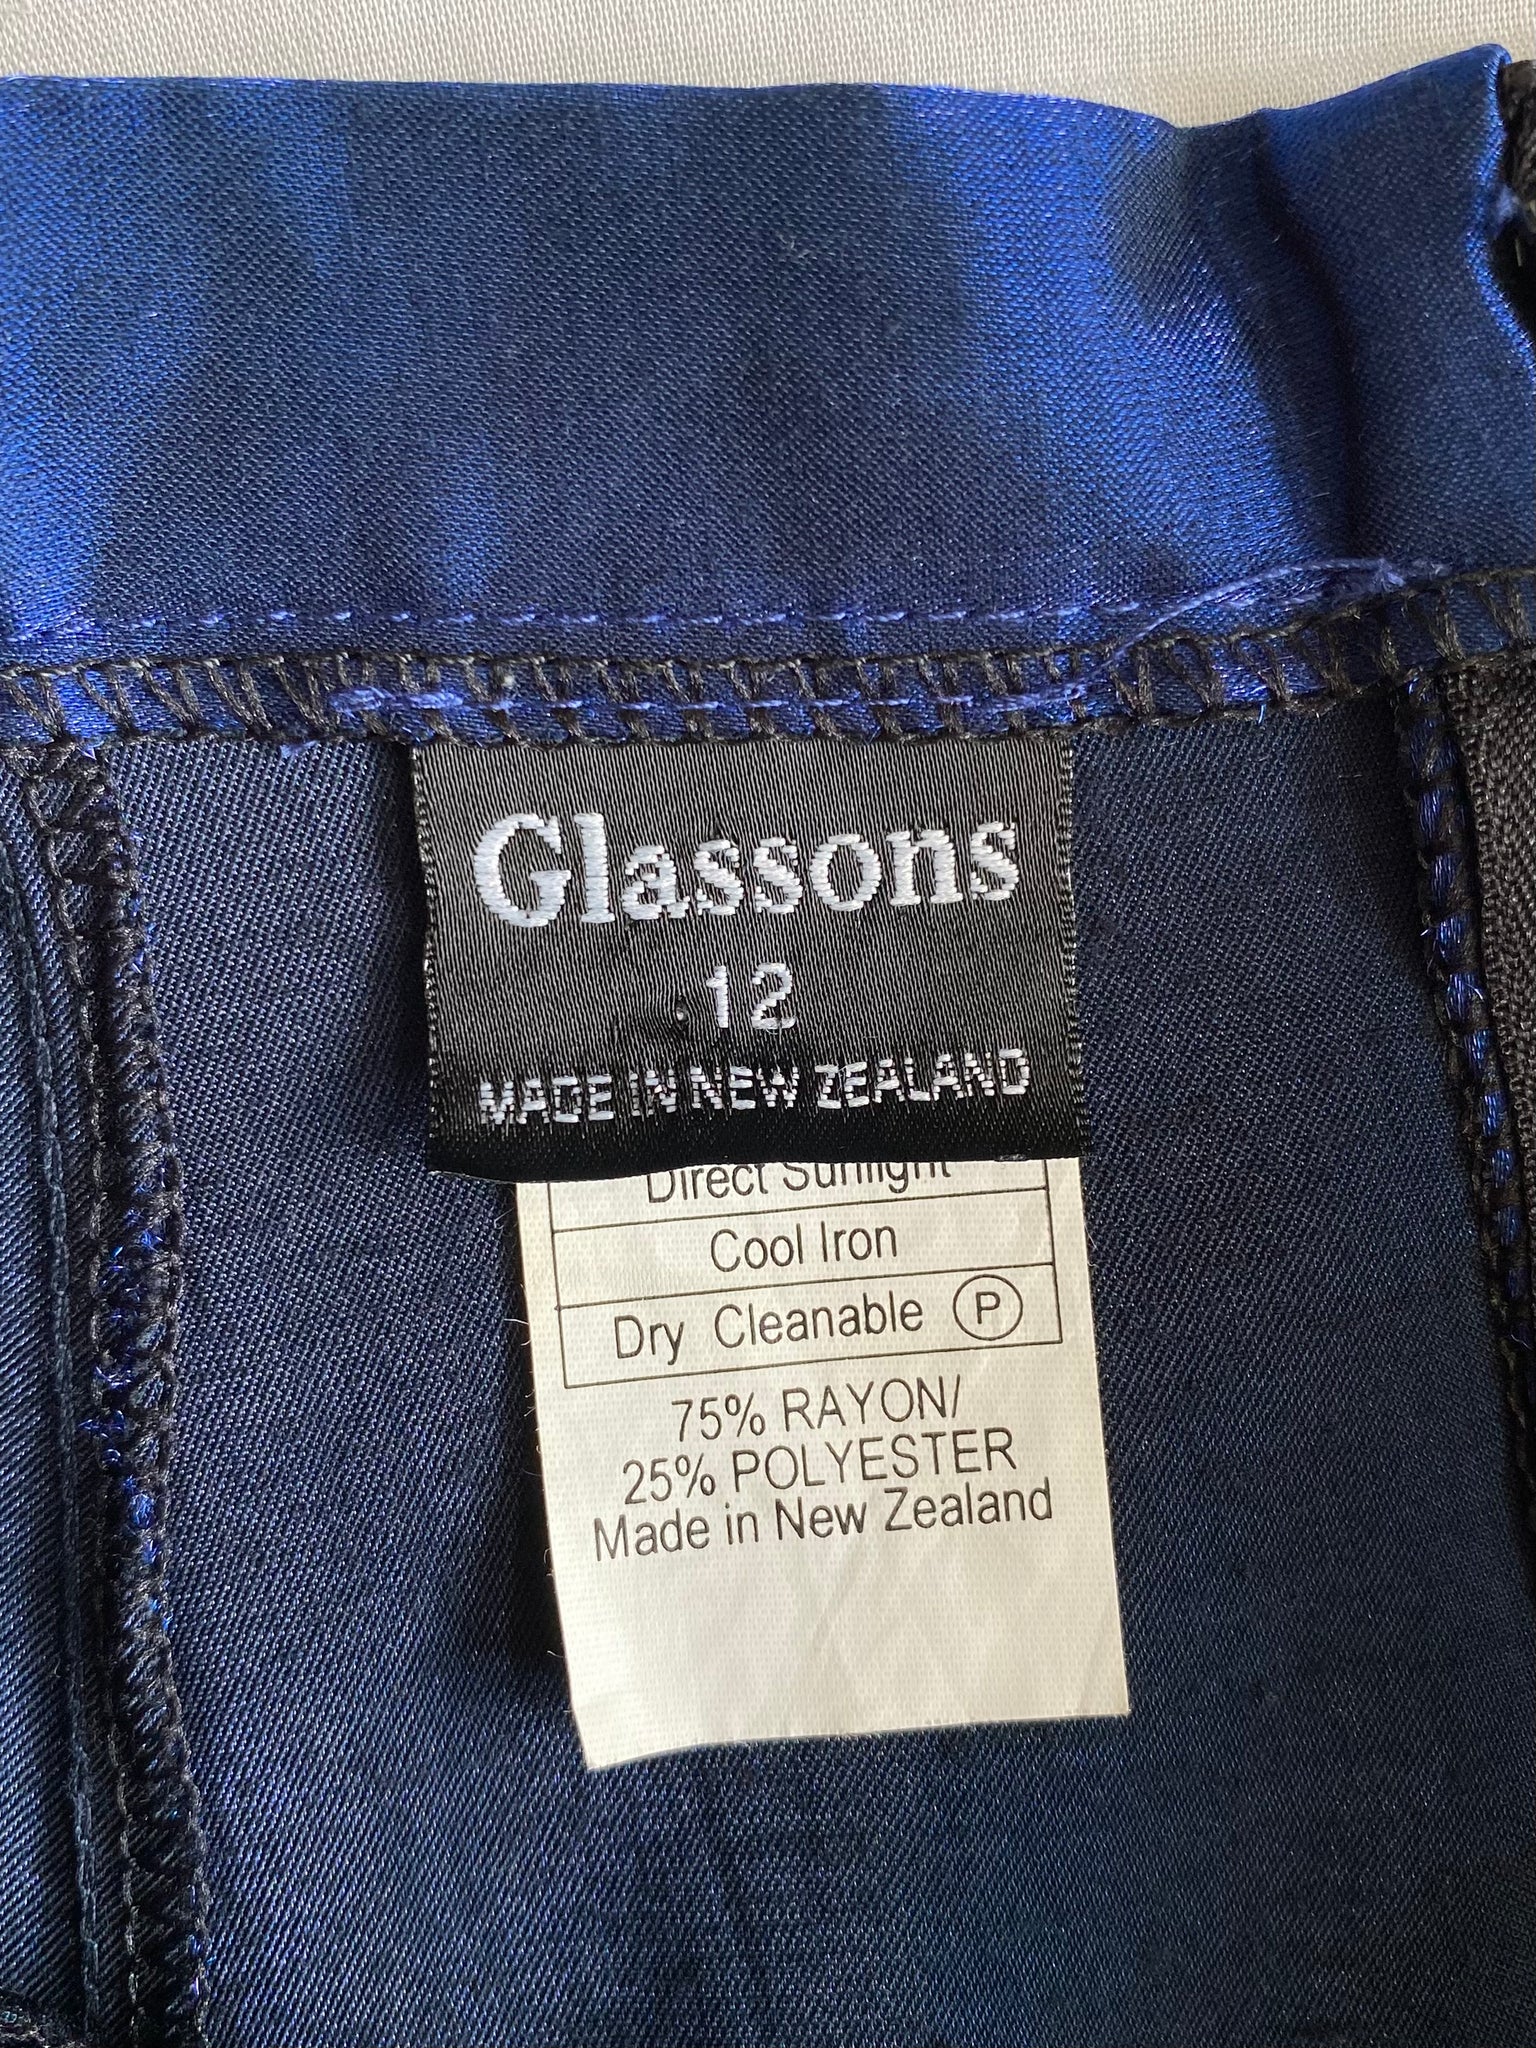 Glassons
12
MADE IN NEW ZEALAND
Direct Sunlight
Cool Iron
Dry Cleanable P
75% RAYON/
25% POLYESTER
Made in New Zealand